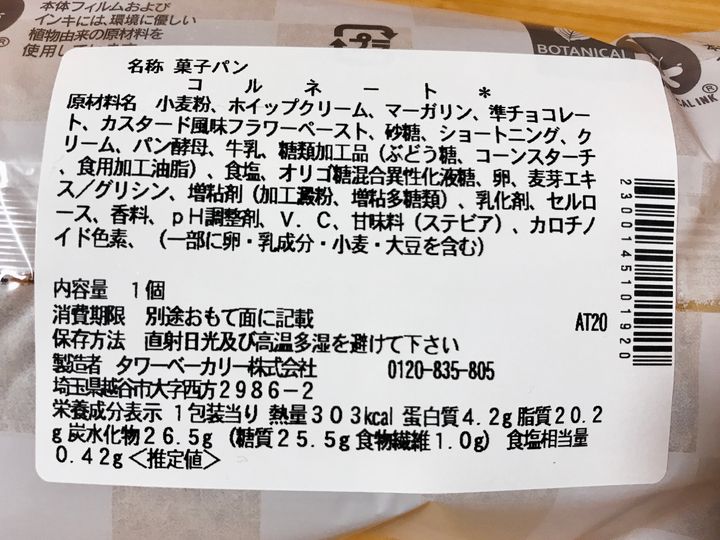 本体フィルムおよび
インキには、環境に優しい
植物由来の原材料を
使用し
プラ
BOTANICAL
CAL INK
名称 菓子パン
コルネート＊
原材料名 小麦粉、ホイップクリーム、マーガリン、準チョコレー
ト、カスタード風味フラワーペースト、砂糖、ショートニング、ク
リーム、パン酵母、牛乳、糖類加工品（ぶどう糖、コーンスターチ
、食用加工油脂）、食塩、オリゴ糖混合異性化液糖、卵、麦芽エキ
ス／グリシン、増粘剤（加工澱粉、増粘多糖類）、乳化剤、セルロ
ース、香料、ｐＨ調整剤、Ｖ．Ｃ、甘味料（ステビア）、カロチノ
イド色素、（一部に卵・乳成分・小麦・大豆を含む）
内容量 １個
消費期限 別途おもて面に記載
AT20
保存方法 直射日光及び高温多湿を避けて下さい
製造者 タワーベーカリー株式会社 0120-835-805
埼玉県越谷市大字西方２９８６－２
栄養成分表示 １包装当り 熱量３０３kcal 蛋白質４.２g 脂質２０.２
g 炭水化物２６.５g （糖質２５.５g 食物繊維１.０g） 食塩相当量
０.４２g＜推定値＞
2300145101920